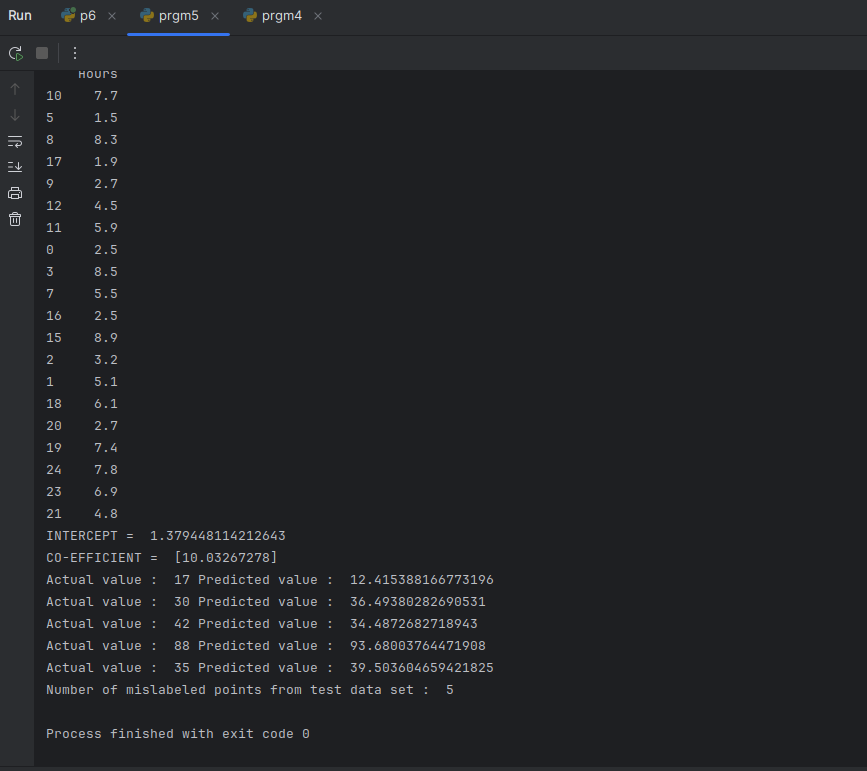 Run p6 prgm5 prgm4
Hours
10 7.7
5 1.5
8 8.3
17 1.9
9 2.7
12 4.5
11 5.9
0 2.5
3 8.5
7 5.5
16 2.5
15 8.9
2 3.2
1 5.1
18 6.1
20 2.7
19 7.4
24 7.8
23 6.9
21 4.8
INTERCEPT =  1.379448114212643
CO-EFFICIENT =  [10.03267278]
Actual value :  17 Predicted value :  12.415388166773196
Actual value :  30 Predicted value :  36.49380282690531
Actual value :  42 Predicted value :  34.4872682718943
Actual value :  88 Predicted value :  93.68003764471908
Actual value :  35 Predicted value :  39.503604659421825
Number of mislabeled points from test data set :  5
Process finished with exit code 0